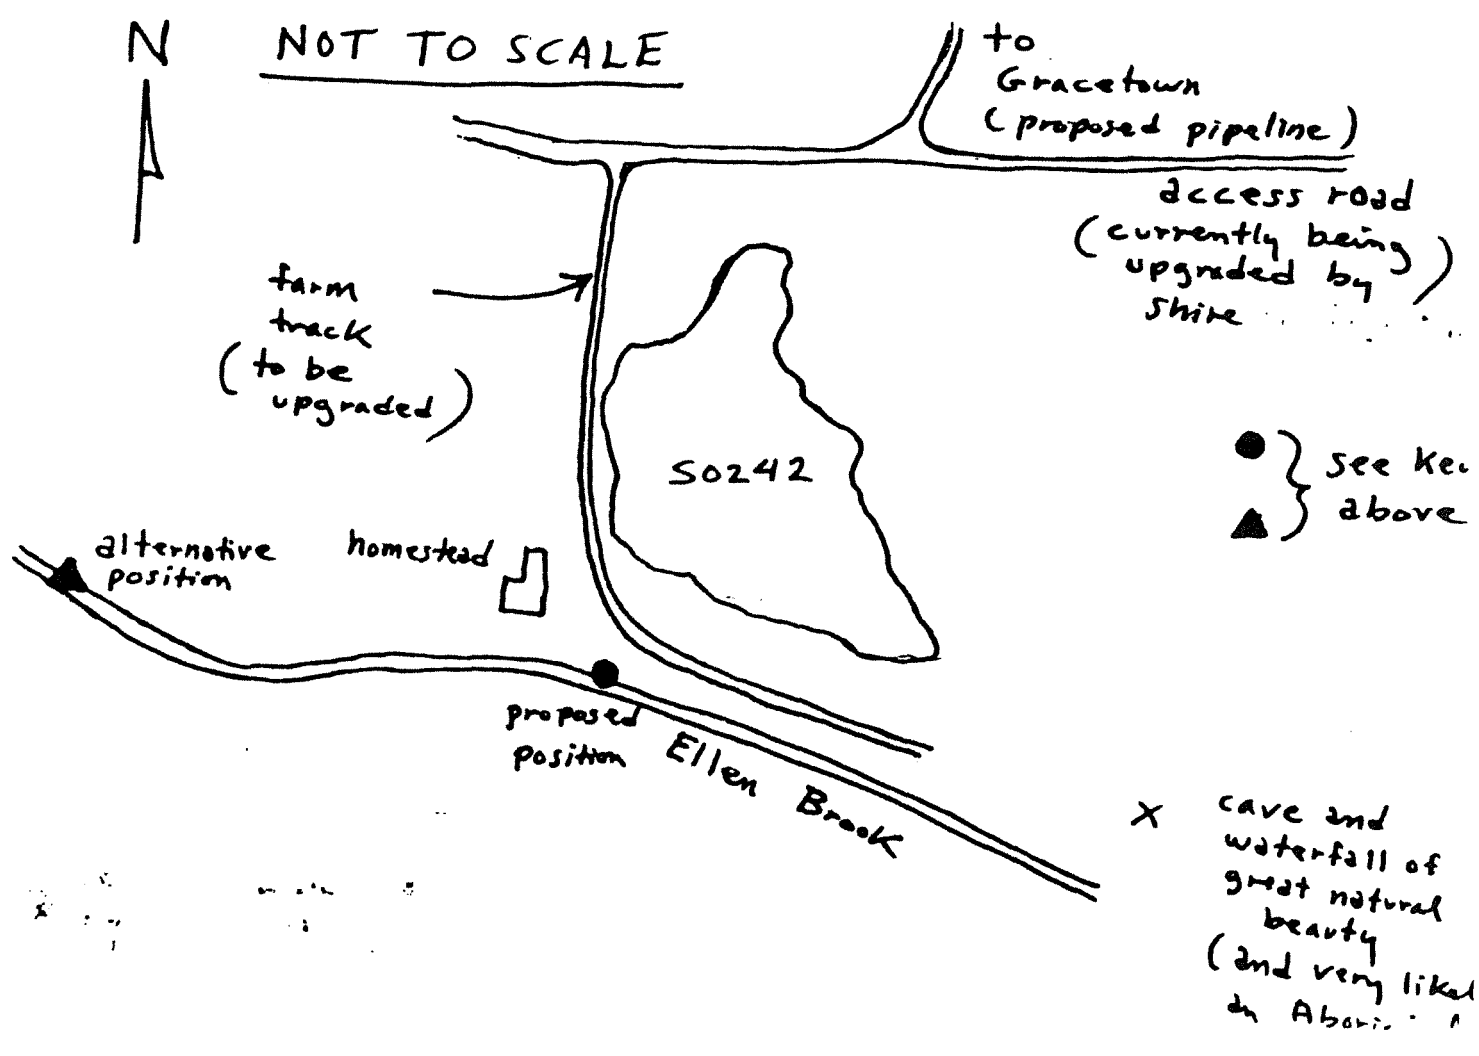 N
NOT TO SCALE
to
Gracetown
(proposed pipeline)
access road
(currently being
upgraded by
shire
farm
track
(to be
upgraded)
S0242
see
above
alternative
position
homestead
proposed
position
Ellen Brook
X
cave and
waterfall of
great natural
beauty
(and very
an